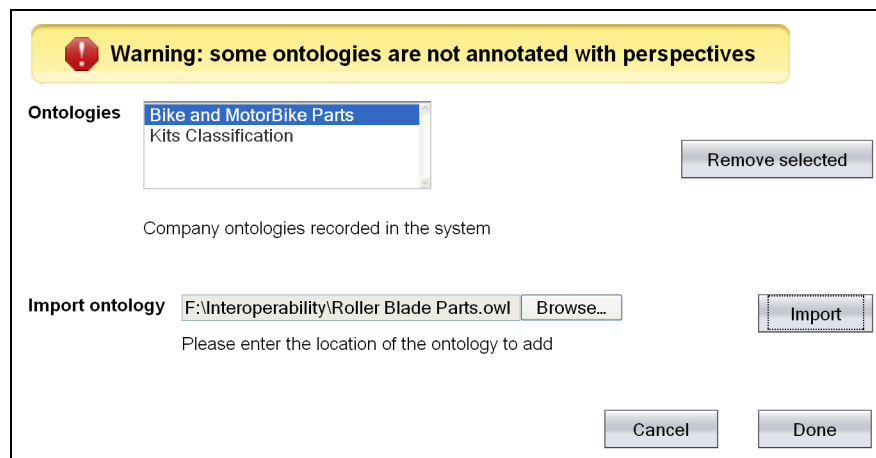 Warning: some ontologies are not annotated with perspectives
Ontologies
Bike and MotorBike Parts
Kits Classification
Remove selected
Company ontologies recorded in the system
Import ontology
F:\Interoperability\Roller Blade Parts.owl
Browse...
Import
Please enter the location of the ontology to add
Cancel
Done